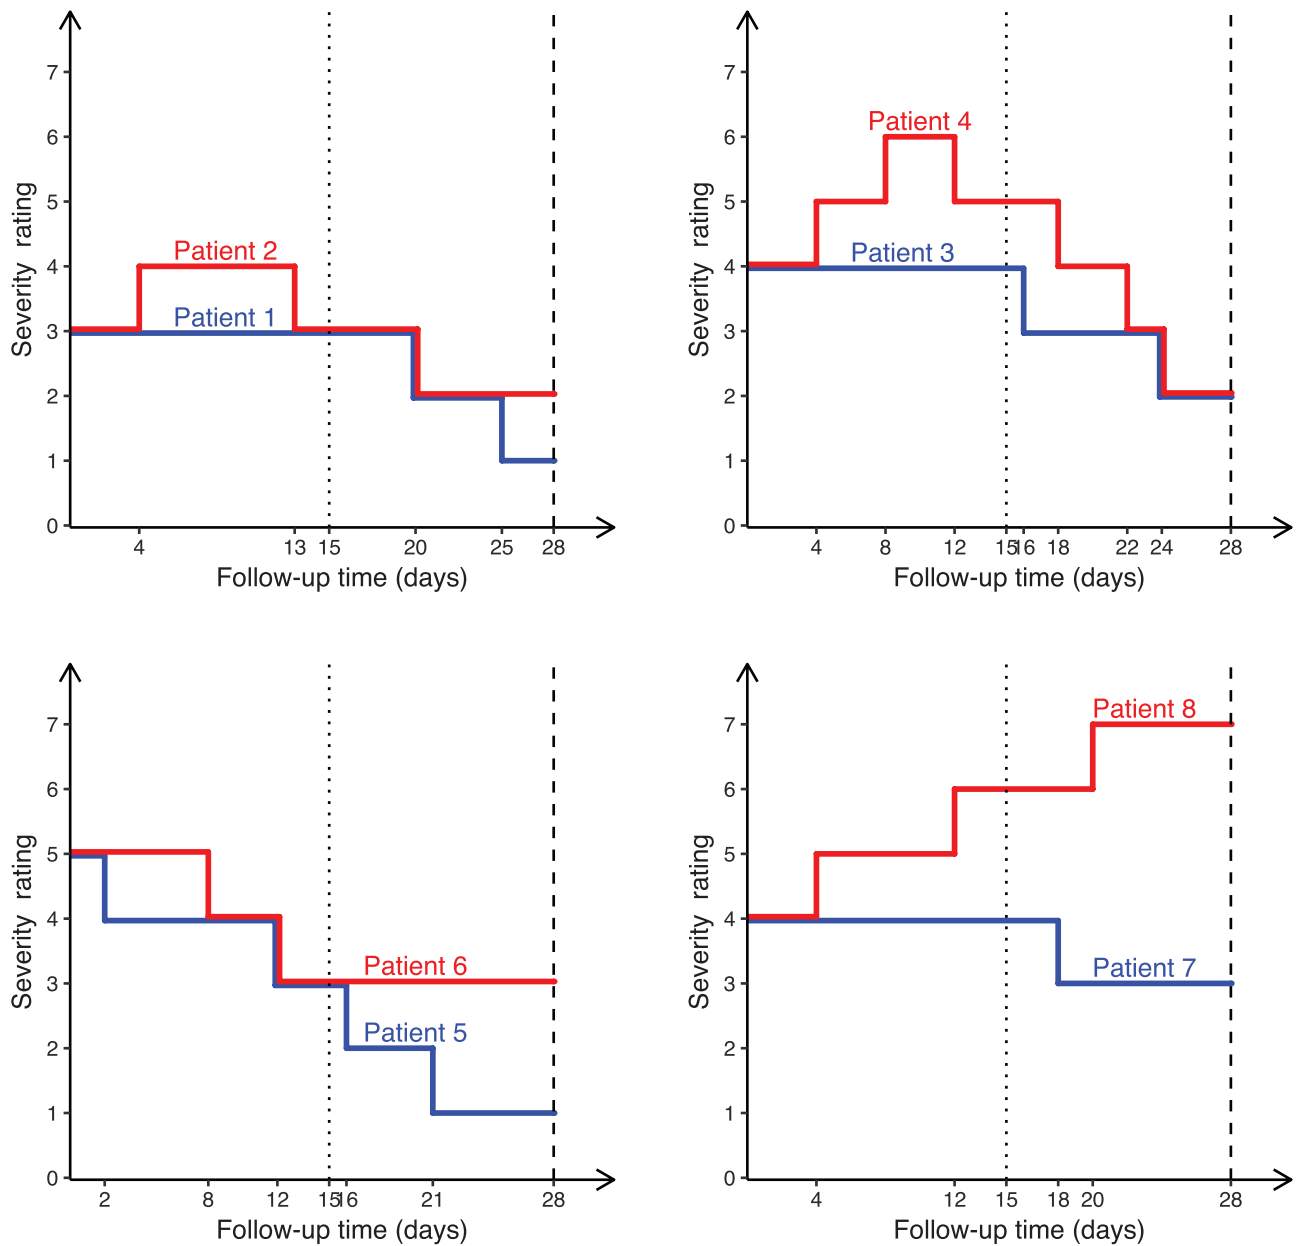 7
6
5
4
3
2
1
0
Severity rating
Patient 2
Patient 1
4 13 15 20 25 28
Follow-up time (days)
7
6
5
4
3
2
1
0
Severity rating
Patient 4
Patient 3
4 8 12 15 16 18 22 24 28
Follow-up time (days)
7
6
5
4
3
2
1
0
Severity rating
Patient 6
Patient 5
2 8 12 15 16 21 28
Follow-up time (days)
7
6
5
4
3
2
1
0
Severity rating
Patient 8
Patient 7
4 12 15 18 20 28
Follow-up time (days)